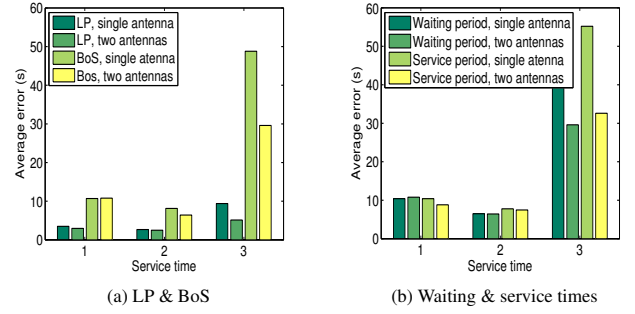 60
50
40
30
20
10
0
Average error (s)
LP, single antenna
LP, two antennas
BoS, single atenna
Bos, two antennas
1 2 3
Service time
(a) LP & BoS
60
50
40
30
20
10
0
Average error (s)
Waiting period, single antenna
Waiting period, two antennas
Service period, single atenna
Service period, two antennas
1 2 3
Service time
(b) Waiting & service times